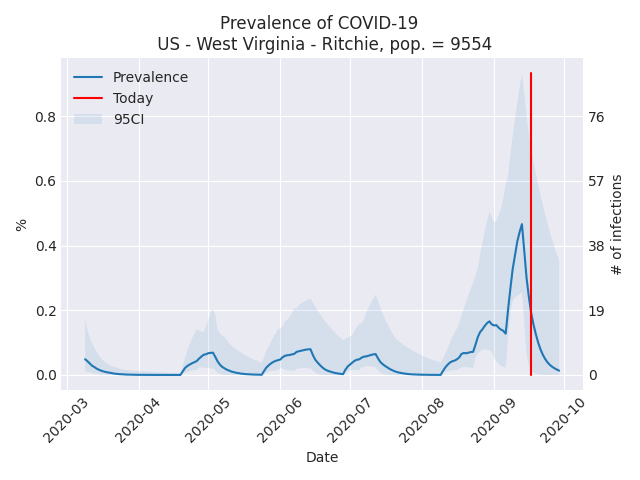 Prevalence of COVID-19
US - West Virginia - Ritchie, pop. = 9554
Prevalence
Today
95CI
0.8
0.6
0.4
0.2
0.0
%
76
57
38
19
0
# of infections
2020-03
2020-04
2020-05
2020-06
2020-07
2020-08
2020-09
2020-10
Date